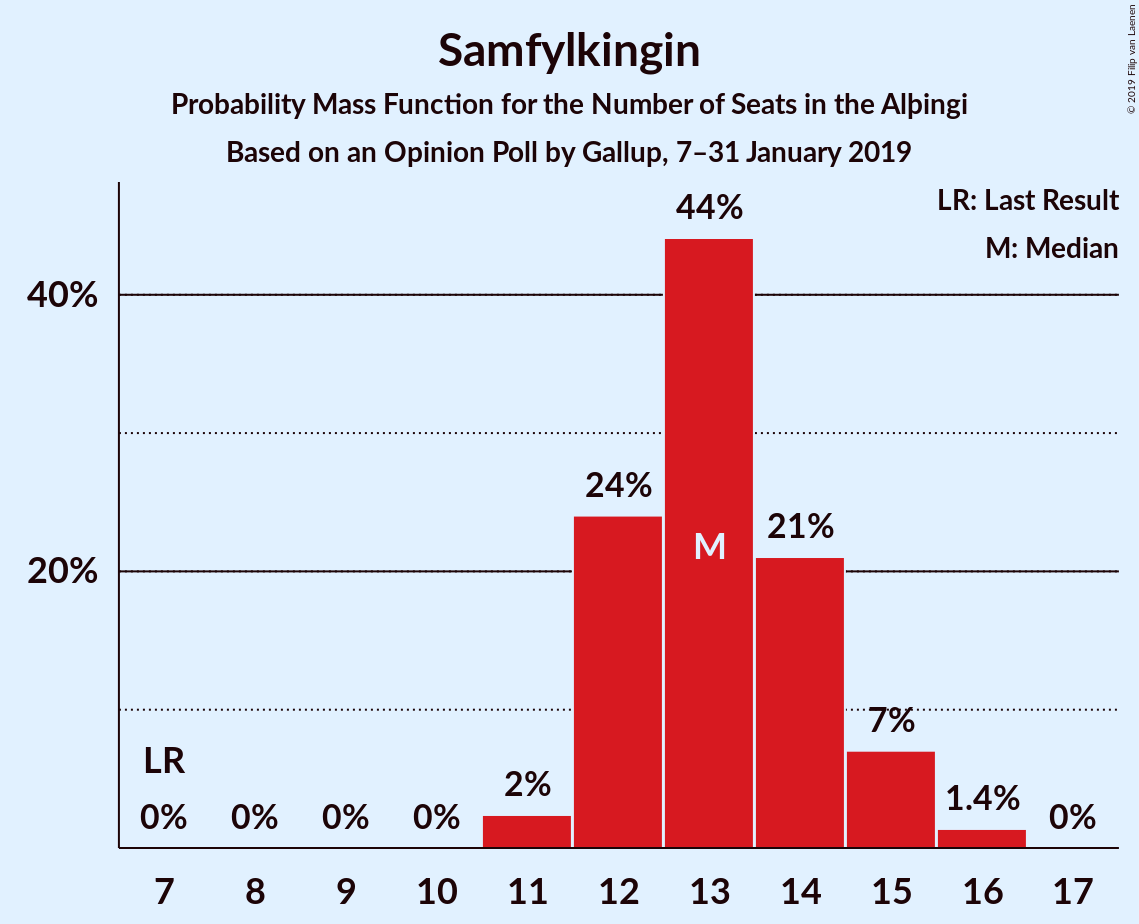 Samfylkingin
Probability Mass Function for the Number of Seats in the Alþingi
Based on an Opinion Poll by Gallup, 7–31 January 2019
© 2019 Filip van Laenen
LR: Last Result
M: Median
44%
40%
24%
21%
M
20%
7%
LR
2%
1.4%
0% 0% 0% 0% 0%
7 8 9 10 11 12 13 14 15 16 17